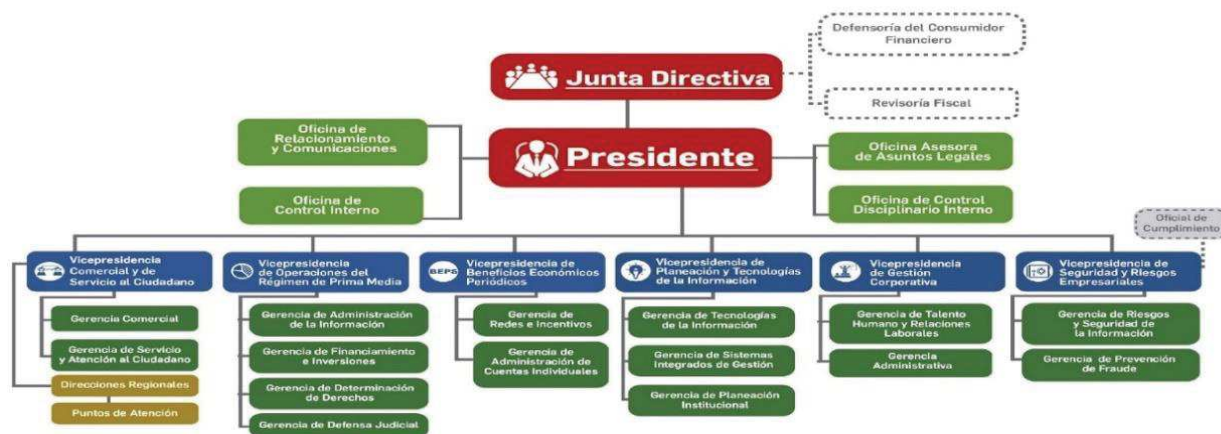 Defensoría del Consumidor
Financiero
Junta Directiva
Revisoría Fiscal
Oficina de
Relacionamiento
y Comunicaciones
Presidente
Oficina Asesora
de Asuntos Legales
Oficina de
Control Interno
Oficina de Control
Disciplinario Interno
Oficial de
Cumplimiento
Vicepresidencia
Comercial y de
Servicio al Ciudadano
Vicepresidencia
de Operaciones del
Régimen de Prima Media
BEPS
Vicepresidencia de
Beneficios Económicos
Periódicos
Vicepresidencia
de Planeación y Tecnologías
de la Información
Vicepresidencia
de Gestión
Corporativa
Vicepresidencia de
Seguridad y Riesgos
Empresariales
Gerencia Comercial
Gerencia de Servicio
y Atención al Ciudadano
Direcciones Regionales
Puntos de Atención
Gerencia de Administración
de la Información
Gerencia de Financiamiento
e Inversiones
Gerencia de Determinación
de Derechos
Gerencia de Defensa Judicial
Gerencia de
Redes e Incentivos
Gerencia de
Administración de
Cuentas Individuales
Gerencia de Tecnologías
de la Información
Gerencia de Sistemas
Integrados de Gestión
Gerencia de Planeación
Institucional
Gerencia de Talento
Humano y Relaciones
Laborales
Gerencia
Administrativa
Gerencia de Riesgos
y Seguridad de
la Información
Gerencia de Prevención
de Fraude